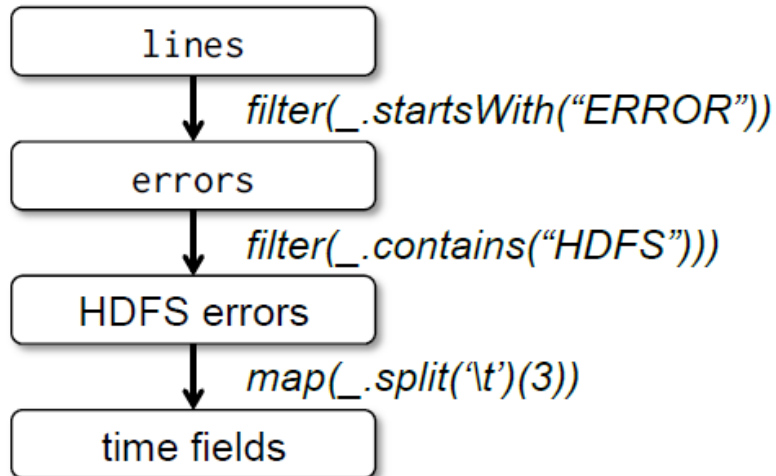 lines
filter(_.startsWith(“ERROR”))
errors
filter(_.contains(“HDFS”)))
HDFS errors
map(_.split(‘\t’)(3))
time fields